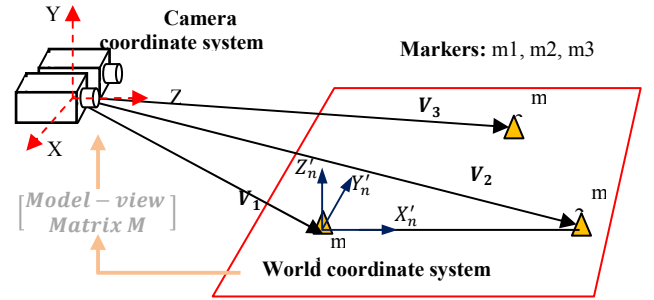 Y
Camera
coordinate system
Markers: m1, m2, m3
Z
X
V₃
m
V₂
m
V₁
Z'ₙ
Y'ₙ
X'ₙ
m
[Model − view
Matrix M]
World coordinate system